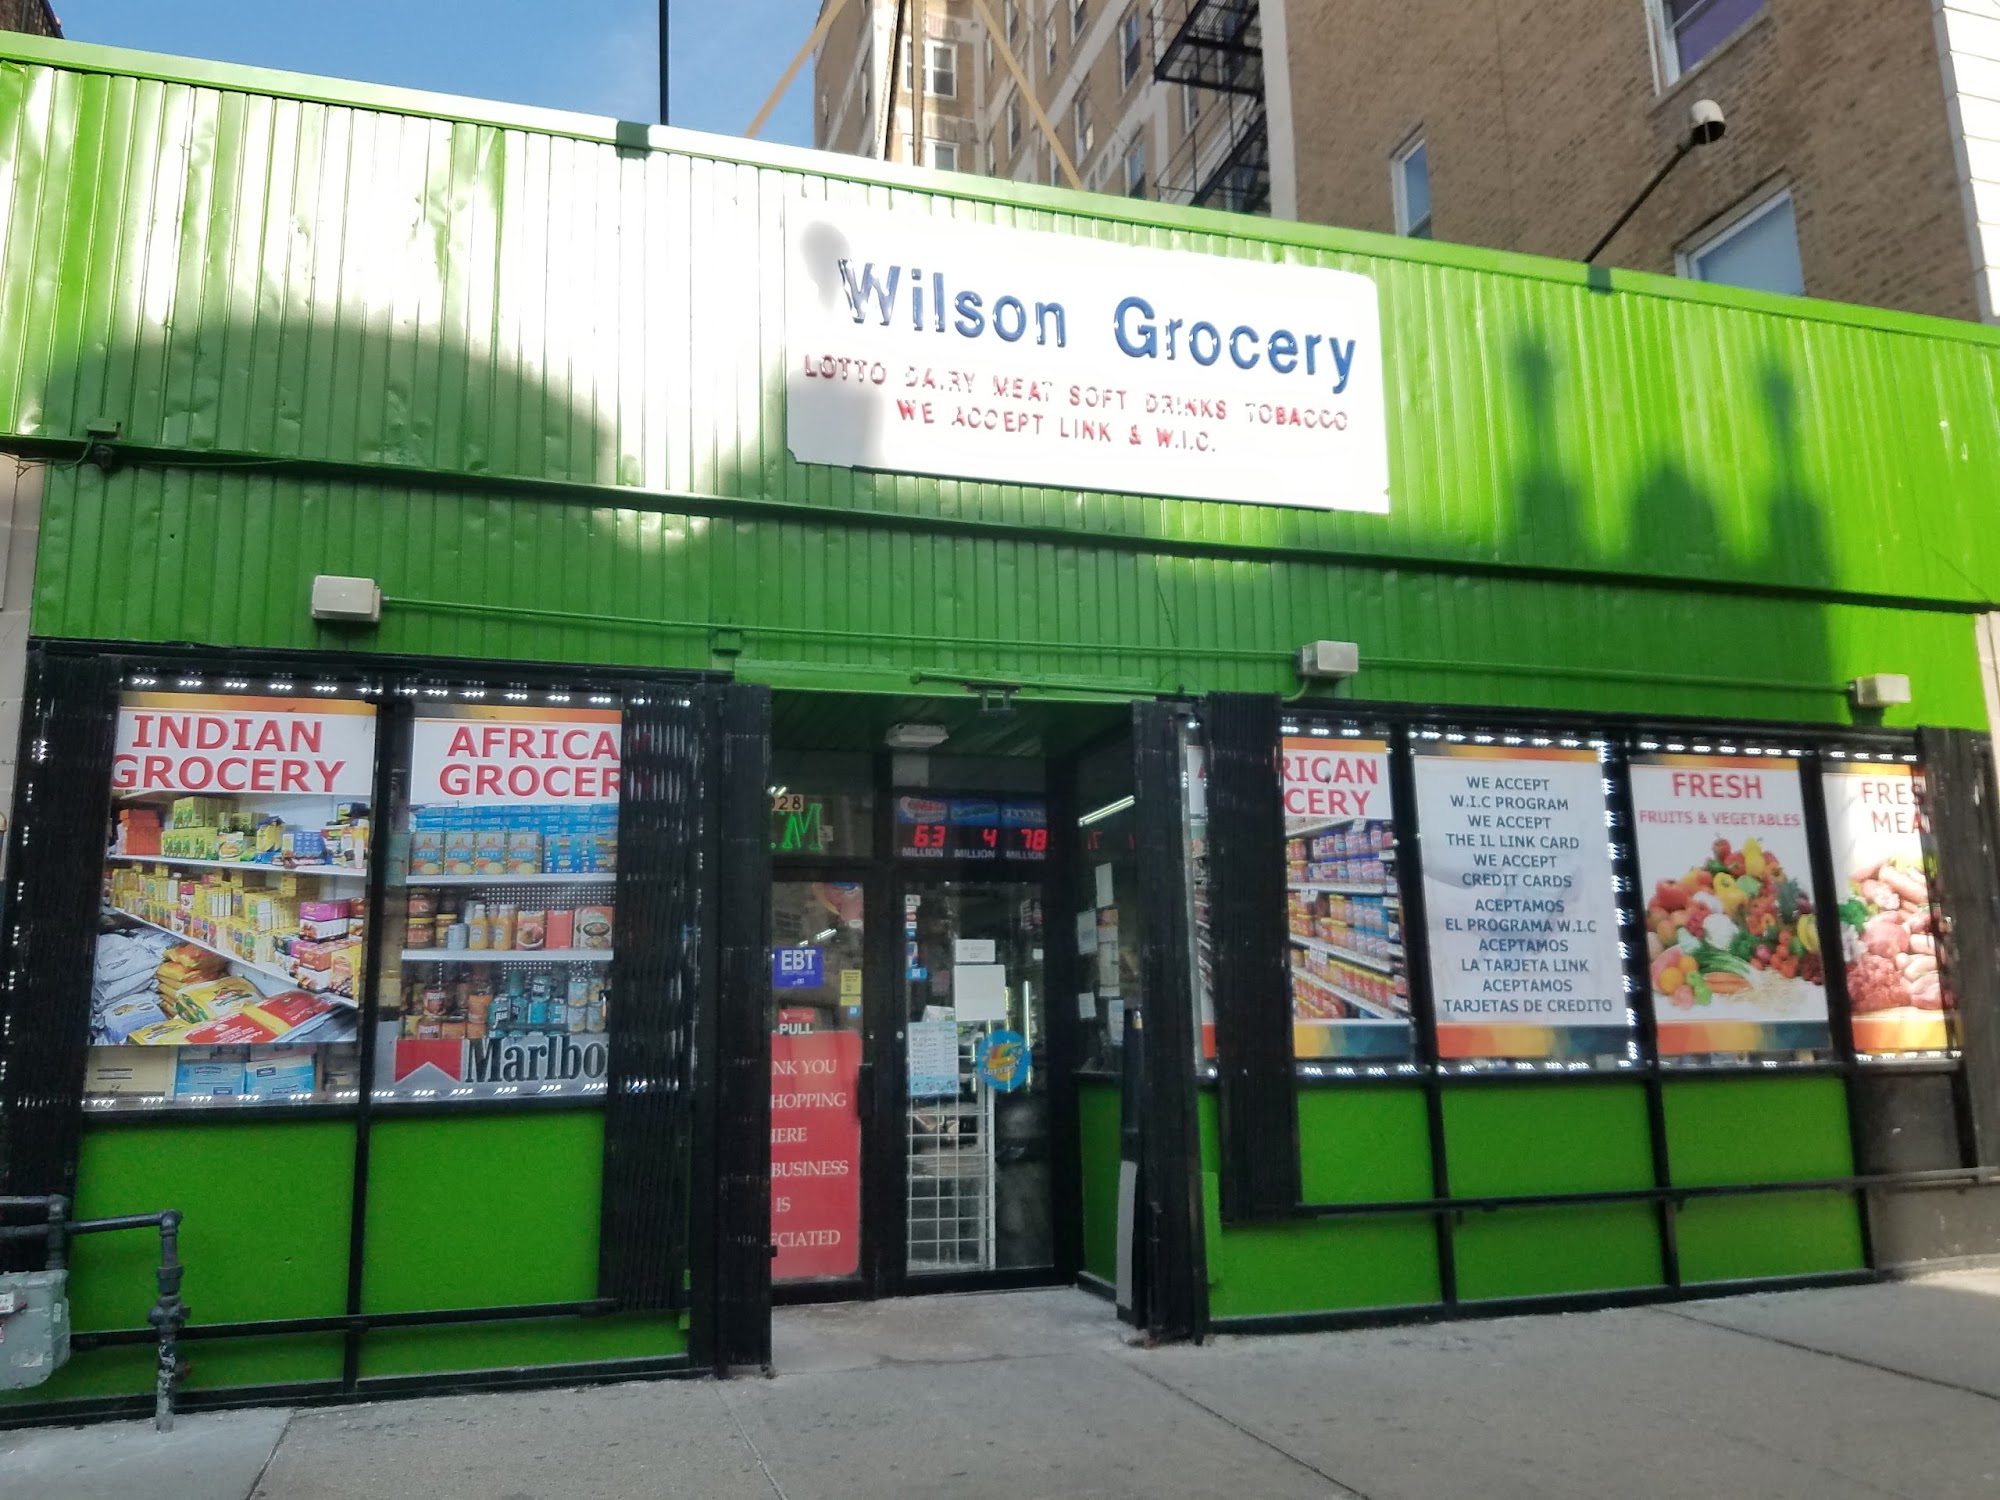 Wilson Grocery
LOTTO DAIRY MEAT SOFT DRINKS TOBACCO
WE ACCEPT LINK & W.I.C.
INDIAN
GROCERY
AFRICA
GROCER
Marlbo
028
63
4
78
MILLION
MILLION
MILLION
EBT
PULL
NK YOU
HOPPING
ERE
BUSINESS
IS
ECIATED
RICAN
CERY
WE ACCEPT
W.I.C PROGRAM
WE ACCEPT
THE IL LINK CARD
WE ACCEPT
CREDIT CARDS
ACEPTAMOS
EL PROGRAMA W.I.C
ACEPTAMOS
LA TARJETA LINK
ACEPTAMOS
TARJETAS DE CREDITO
FRESH
FRUITS & VEGETABLES
FRES
MEA